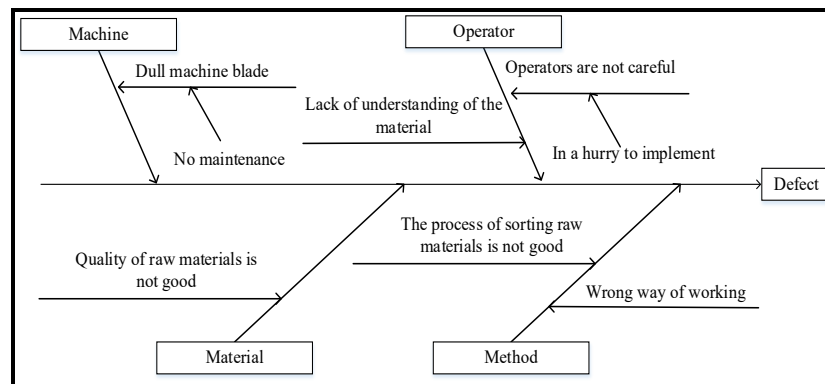 Machine
Operator
Dull machine blade
Operators are not careful
Lack of understanding of the
material
No maintenance
In a hurry to implement
Defect
The process of sorting raw
materials is not good
Quality of raw materials is
not good
Wrong way of working
Material
Method